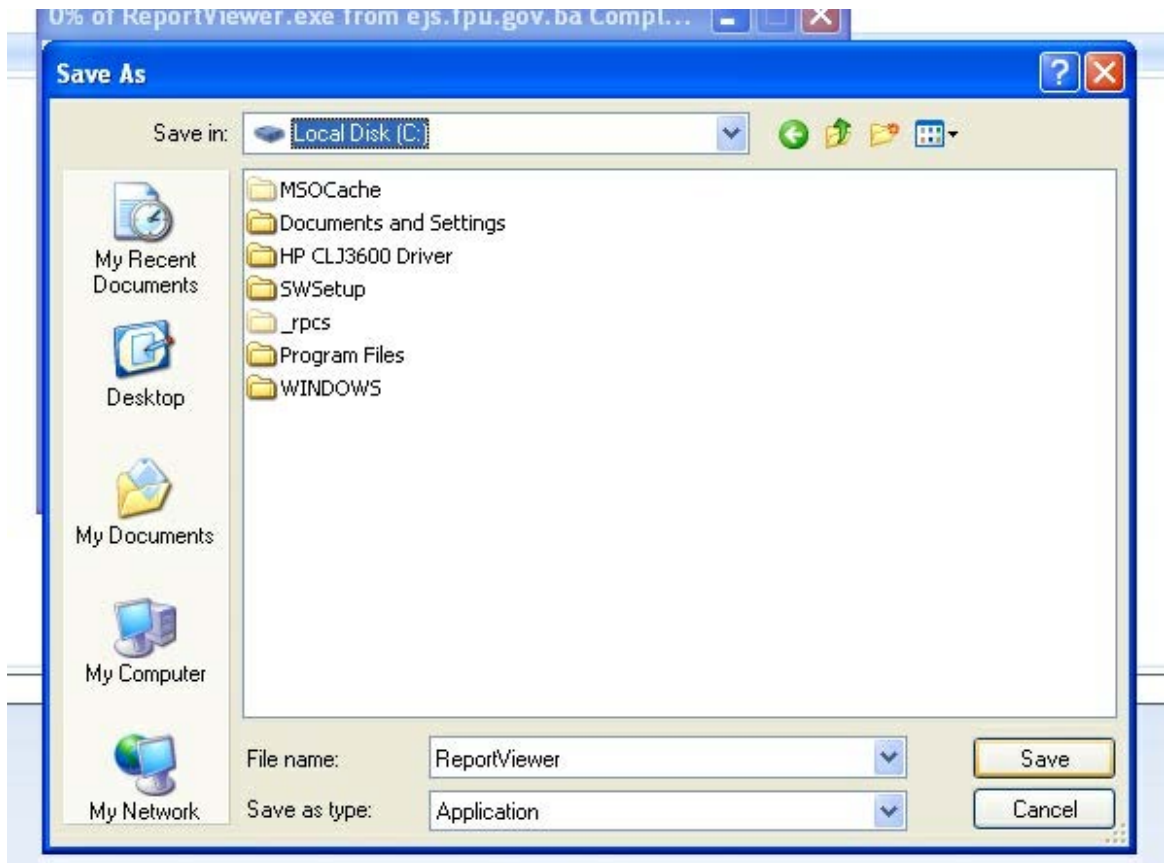 0% of ReportViewer.exe from ejs.fpu.gov.ba Compl...
Save As
Save in:
Local Disk (C:)
MSOCache
Documents and Settings
HP CLJ3600 Driver
SWSetup
_rpcs
Program Files
WINDOWS
My Recent
Documents
Desktop
My Documents
My Computer
My Network
File name:
ReportViewer
Save
Save as type:
Application
Cancel